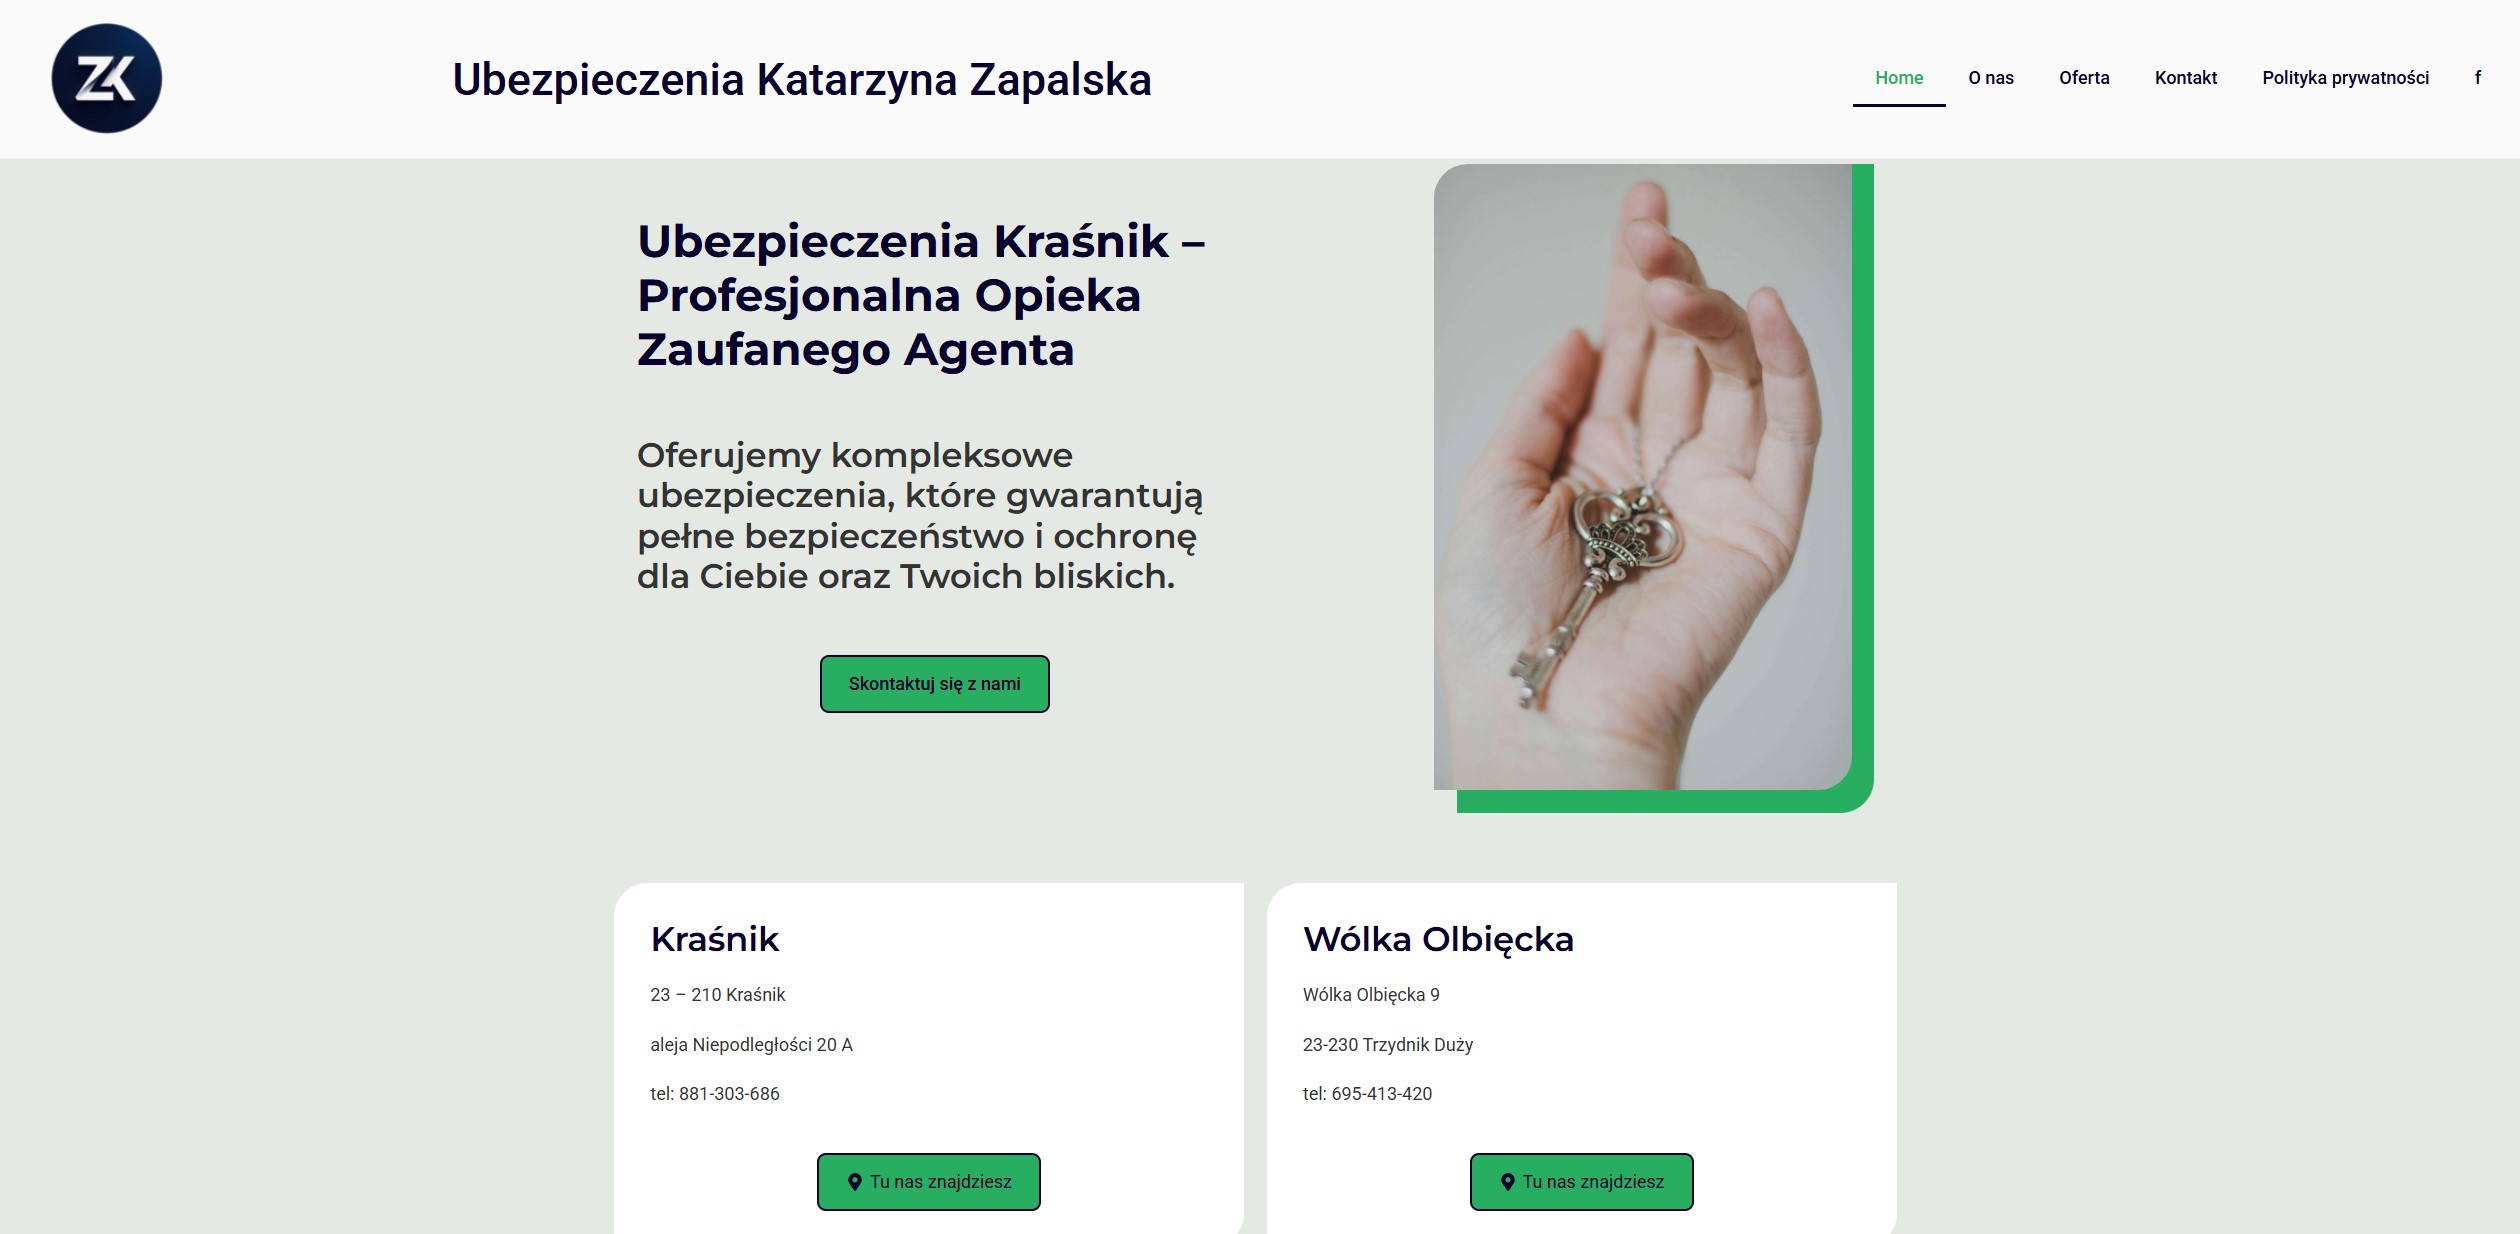 ZK
Ubezpieczenia Katarzyna Zapalska
Home
O nas
Oferta
Kontakt
Polityka prywatności
f
Ubezpieczenia Kraśnik –
Profesjonalna Opieka
Zaufanego Agenta
Oferujemy kompleksowe
ubezpieczenia, które gwarantują
pełne bezpieczeństwo i ochronę
dla Ciebie oraz Twoich bliskich.
Skontaktuj się z nami
Kraśnik
23 – 210 Kraśnik
aleja Niepodległości 20 A
tel: 881-303-686
Tu nas znajdziesz
Wólka Olbięcka
Wólka Olbięcka 9
23-230 Trzydnik Duży
tel: 695-413-420
Tu nas znajdziesz